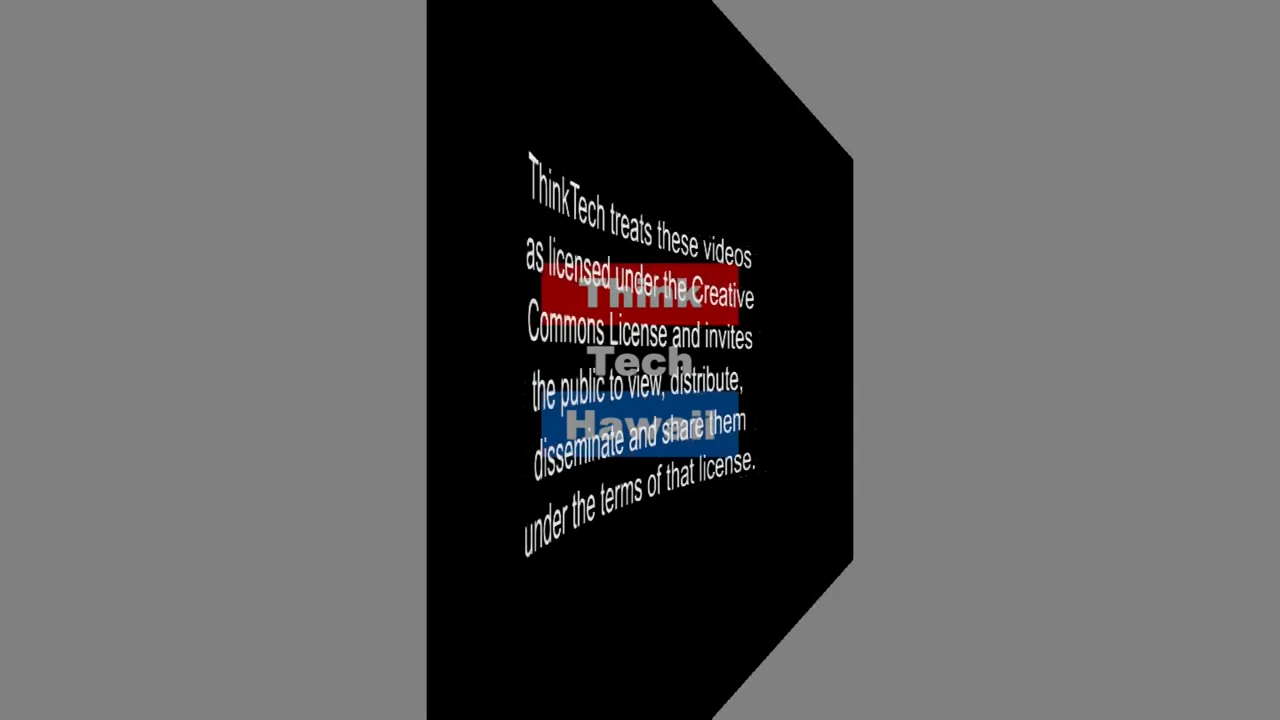 ThinkTech treats these videos
as licensed under the Creative
Commons License and invites
the public to view, distribute,
disseminate and share them
under the terms of that license.
Think
Tech
Hawaii